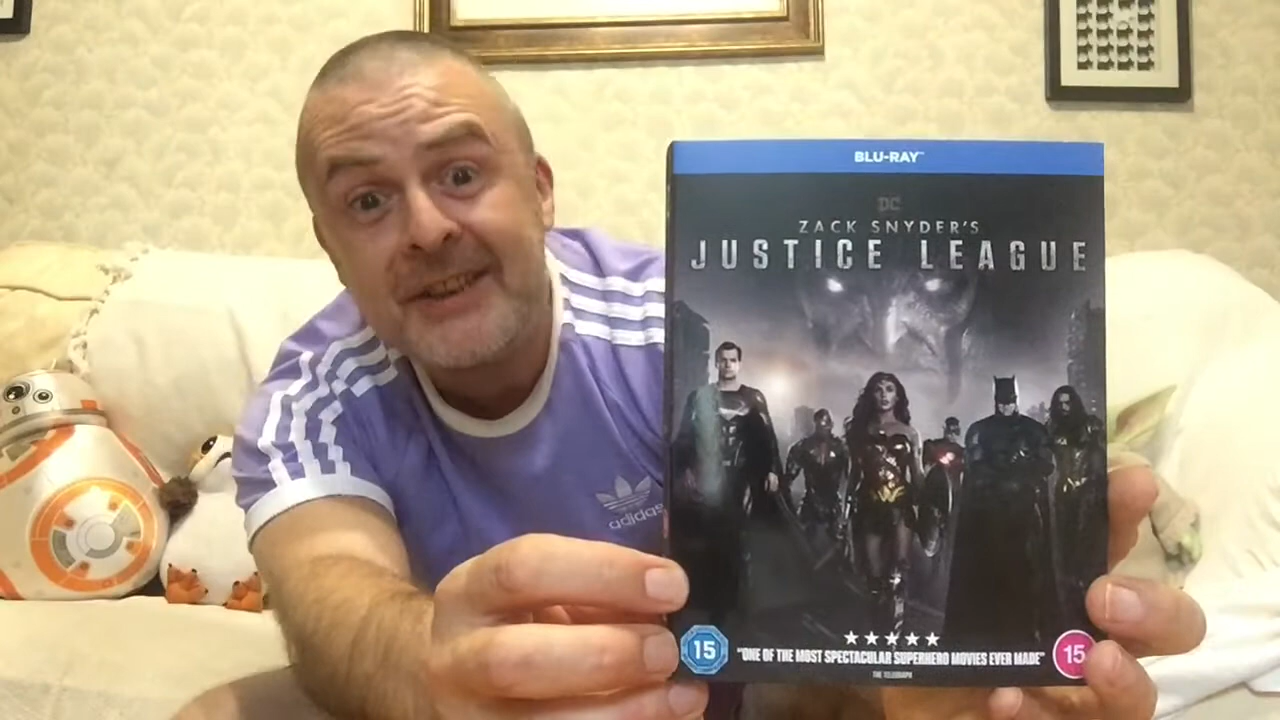 BLU-RAY™
DC
ZACK SNYDER'S
JUSTICE LEAGUE
adidas
15
"ONE OF THE MOST SPECTACULAR SUPERHERO MOVIES EVER MADE"
15
THE TELEGRAPH